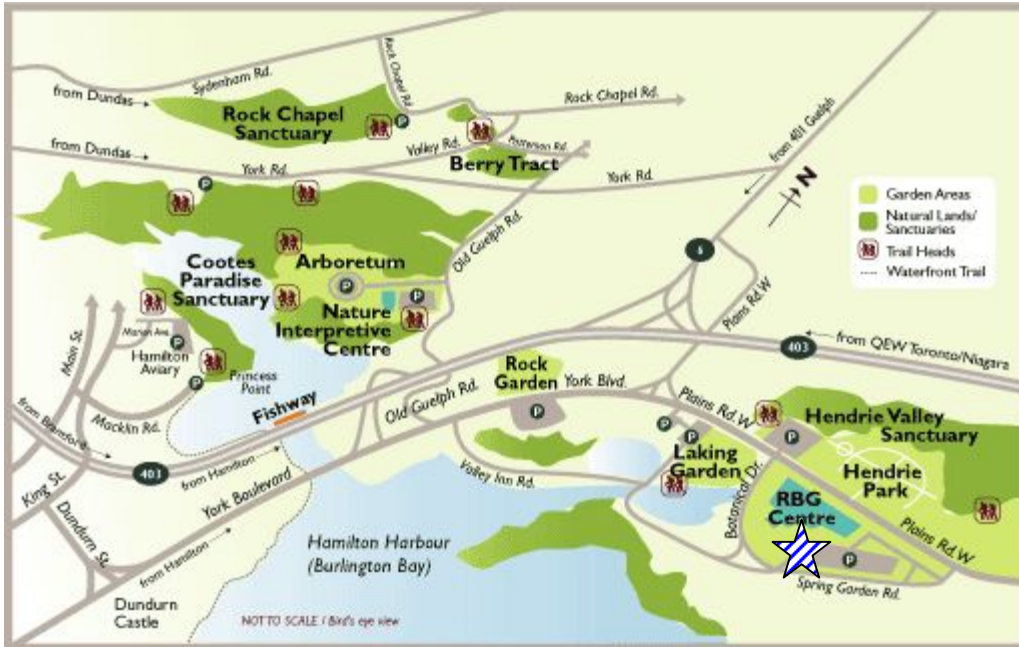 Sydenham Rd.
Rock Chapel Rd.
from Dundas
Rock Chapel
Sanctuary
P
Rock Chapel Rd.
from 401 Guelph
from Dundas
Valley Rd.
Patterson Rd.
Berry Tract
York Rd.
York Rd.
P
N
Garden Areas
Natural Lands/
Sanctuaries
Trail Heads
Waterfront Trail
Old Guelph Rd.
6
Cootes
Paradise
Sanctuary
Arboretum
P
P
Nature
Interpretive
Centre
Plains Rd. W
Main St.
Marion Ave.
P
Hamilton
Aviary
Princess
Point
P
403
from QEW Toronto/Niagara
Rock
Garden
York Blvd.
P
Fishway
Old Guelph Rd.
Macklin Rd.
from Brantford
403
from Hamilton
King St.
Dundurn St.
York Boulevard
from Hamilton
Valley Inn Rd.
Plains Rd. W
P
P
Laking
Garden
Botanical Dr.
P
Hendrie Valley
Sanctuary
Hendrie
Park
RBG
Centre
P
Plains Rd. W
Spring Garden Rd.
Hamilton Harbour
(Burlington Bay)
Dundurn
Castle
NOT TO SCALE / Bird's eye view